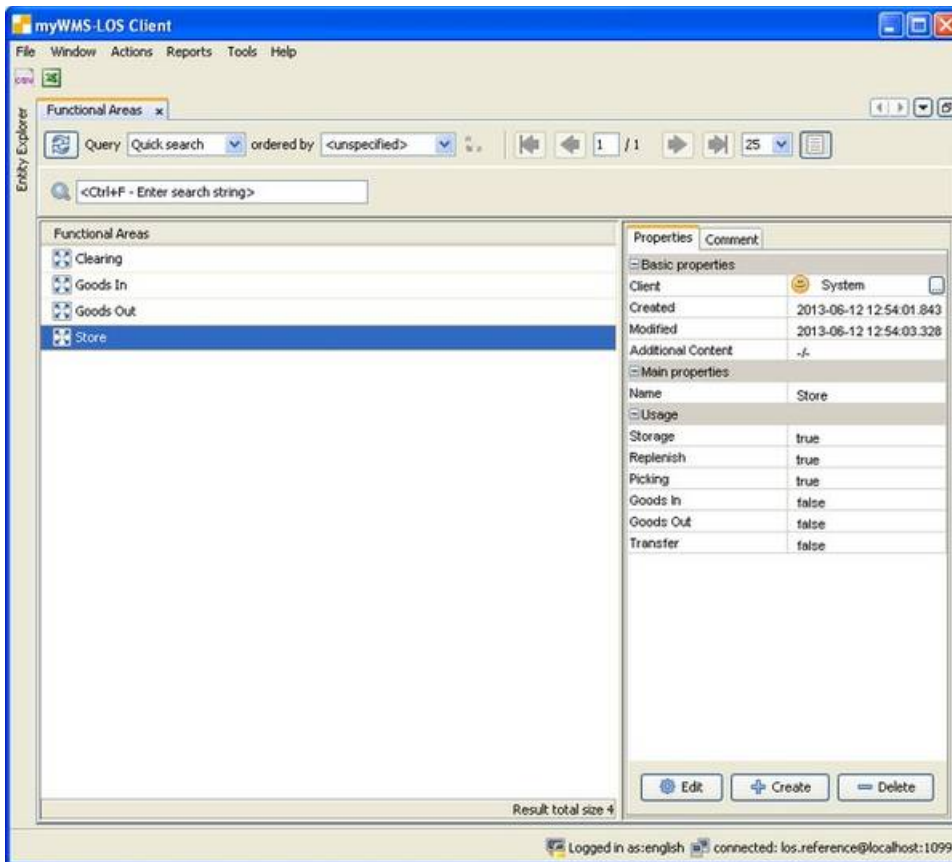 myWMS-LOS Client
File Window Actions Reports Tools Help
CSV
Entity Explorer
Functional Areas x
Query Quick search ordered by <unspecified> 1 / 1 25
<Ctrl+F - Enter search string>
Functional Areas
Clearing
Goods In
Goods Out
Store
Result total size 4
Properties Comment
Basic properties
Client System ...
Created 2013-06-12 12:54:01.843
Modified 2013-06-12 12:54:03.328
Additional Content -/-
Main properties
Name Store
Usage
Storage true
Replenish true
Picking true
Goods In false
Goods Out false
Transfer false
Edit Create Delete
Logged in as:english connected: los.reference@localhost:1099